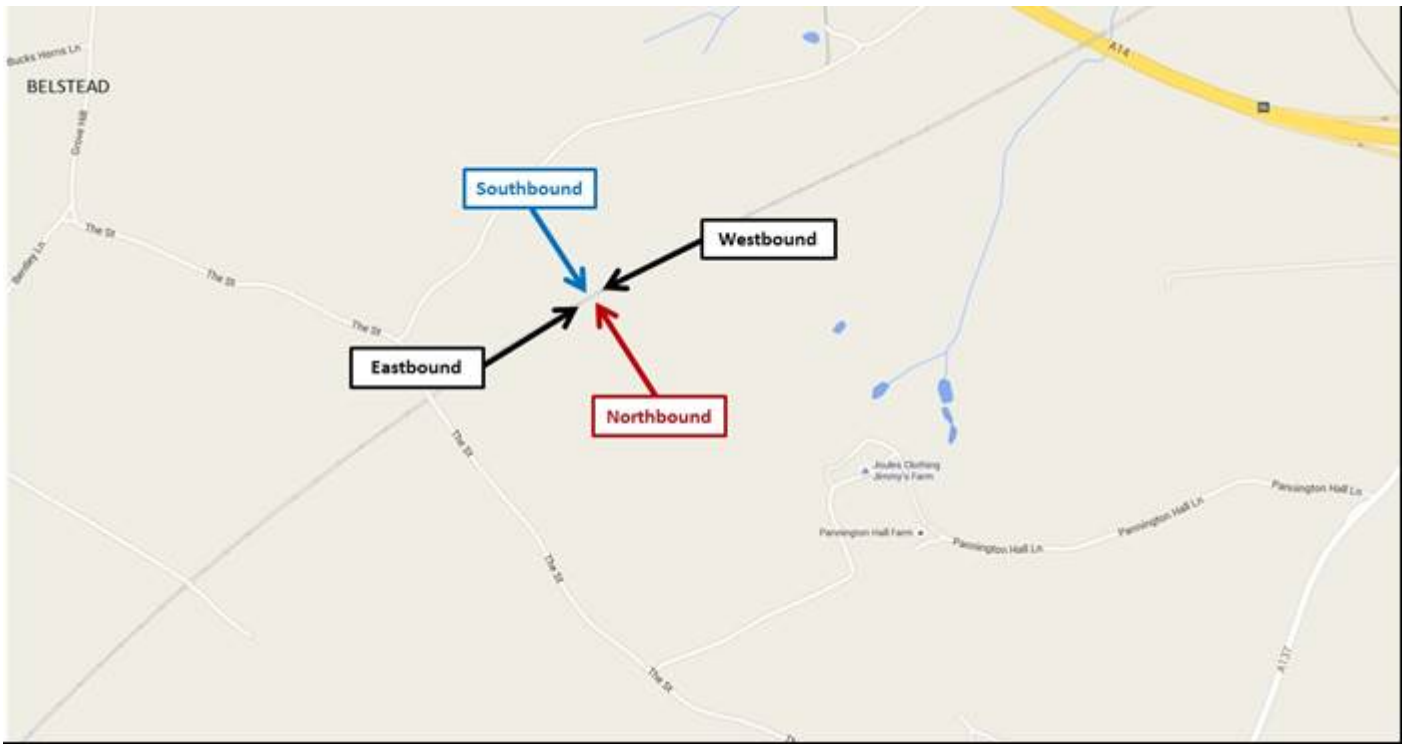 Bucks Horns Ln
BELSTEAD
Grove Hill
A14
Southbound
The St
Westbound
Bentley Ln
The St
The St
Eastbound
Northbound
The St
Joules Clothing
Jimmy's Farm
Pannington Hall Ln
Pannington Hall Ln
Pannington Hall Farm
Pannington Hall Ln
The St
A137
The St